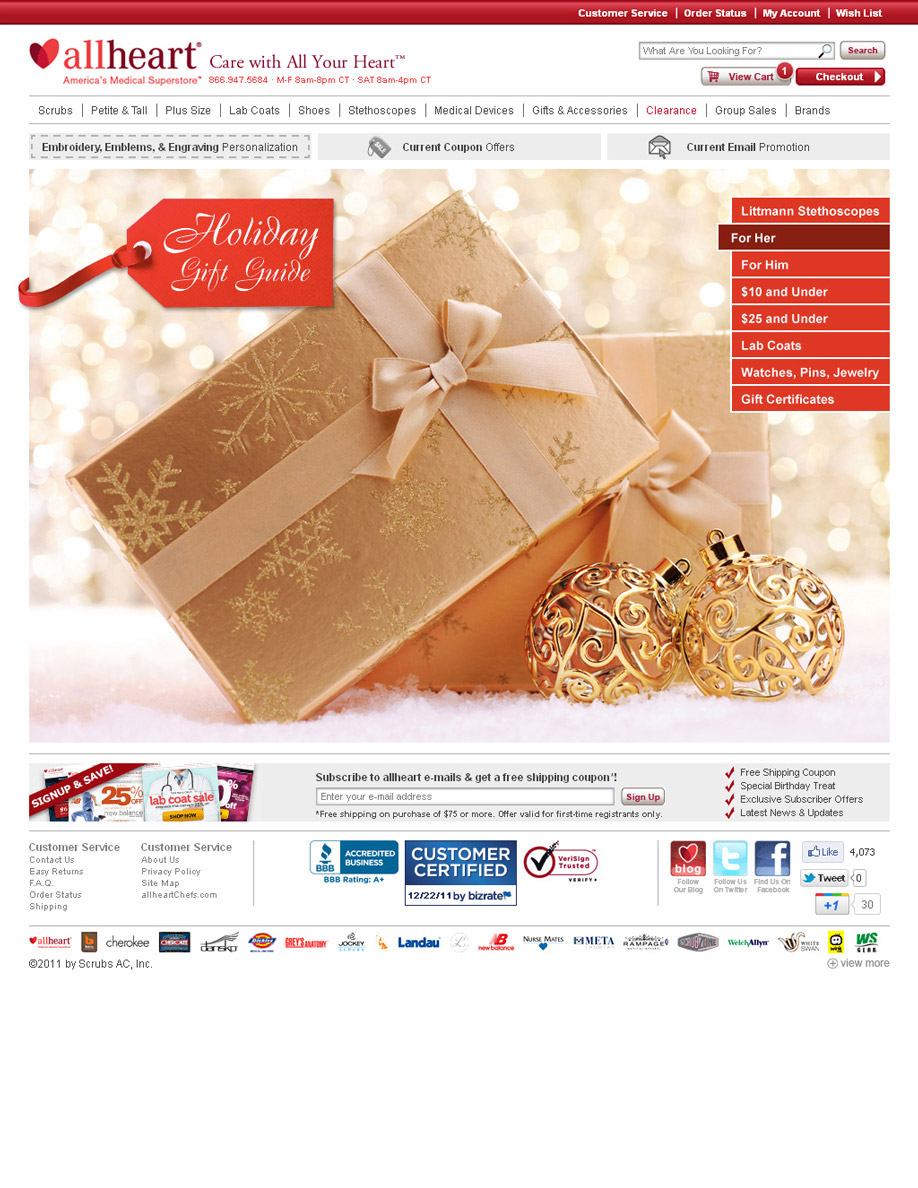 Customer Service | Order Status | My Account | Wish List
allheart® Care with All Your Heart™
America's Medical Superstore™ 866.947.5684 · M-F 8am-8pm CT · SAT 8am-4pm CT
What Are You Looking For? Search
View Cart 1 Checkout
Scrubs | Petite & Tall | Plus Size | Lab Coats | Shoes | Stethoscopes | Medical Devices | Gifts & Accessories | Clearance | Group Sales | Brands
Embroidery, Emblems, & Engraving Personalization
SALE Current Coupon Offers
Current Email Promotion
Holiday
Gift Guide
Littmann Stethoscopes
For Her
For Him
$10 and Under
$25 and Under
Lab Coats
Watches, Pins, Jewelry
Gift Certificates
SIGNUP & SAVE!
25% OFF
new balance
lab coat sale
SHOP NOW
Subscribe to allheart e-mails & get a free shipping coupon*!
Enter your e-mail address Sign Up
*Free shipping on purchase of $75 or more. Offer valid for first-time registrants only.
Free Shipping Coupon
Special Birthday Treat
Exclusive Subscriber Offers
Latest News & Updates
Customer Service
Contact Us
Easy Returns
F.A.Q.
Order Status
Shipping
Customer Service
About Us
Privacy Policy
Site Map
allheartChefs.com
BBB ACCREDITED BUSINESS
BBB Rating: A+
CUSTOMER
CERTIFIED
12/22/11 by bizrate
VeriSign
Trusted
VERIFY
blog
Follow
Our Blog
Follow Us
On Twitter
Find Us On
Facebook
Like 4,073
Tweet 0
+1 30
allheart cherokee CHEROKEE dansko Dickies GREY'S ANATOMY JOCKEY Landau L new balance NURSE MATES META RAMPAGE SCRUBZONE WelchAllyn WHITE SWAN wink WS GEAR
©2011 by Scrubs AC, Inc.
view more